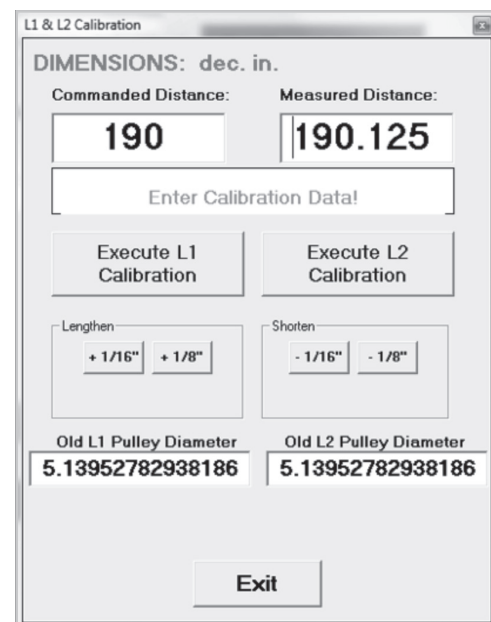 L1 & L2 Calibration
DIMENSIONS: dec. in.
Commanded Distance: Measured Distance:
190 190.125
Enter Calibration Data!
Execute L1 Execute L2
Calibration Calibration
Lengthen Shorten
+ 1/16" + 1/8" - 1/16" - 1/8"
Old L1 Pulley Diameter Old L2 Pulley Diameter
5.13952782938186 5.13952782938186
Exit